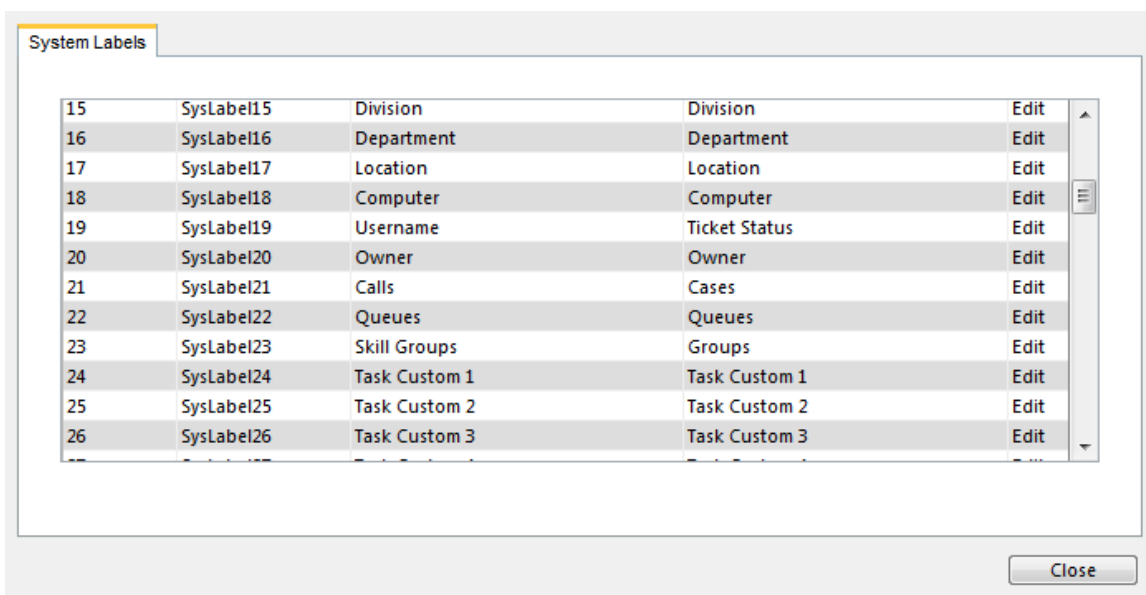 System Labels
15 SysLabel15 Division Division Edit
16 SysLabel16 Department Department Edit
17 SysLabel17 Location Location Edit
18 SysLabel18 Computer Computer Edit
19 SysLabel19 Username Ticket Status Edit
20 SysLabel20 Owner Owner Edit
21 SysLabel21 Calls Cases Edit
22 SysLabel22 Queues Queues Edit
23 SysLabel23 Skill Groups Groups Edit
24 SysLabel24 Task Custom 1 Task Custom 1 Edit
25 SysLabel25 Task Custom 2 Task Custom 2 Edit
26 SysLabel26 Task Custom 3 Task Custom 3 Edit
Close